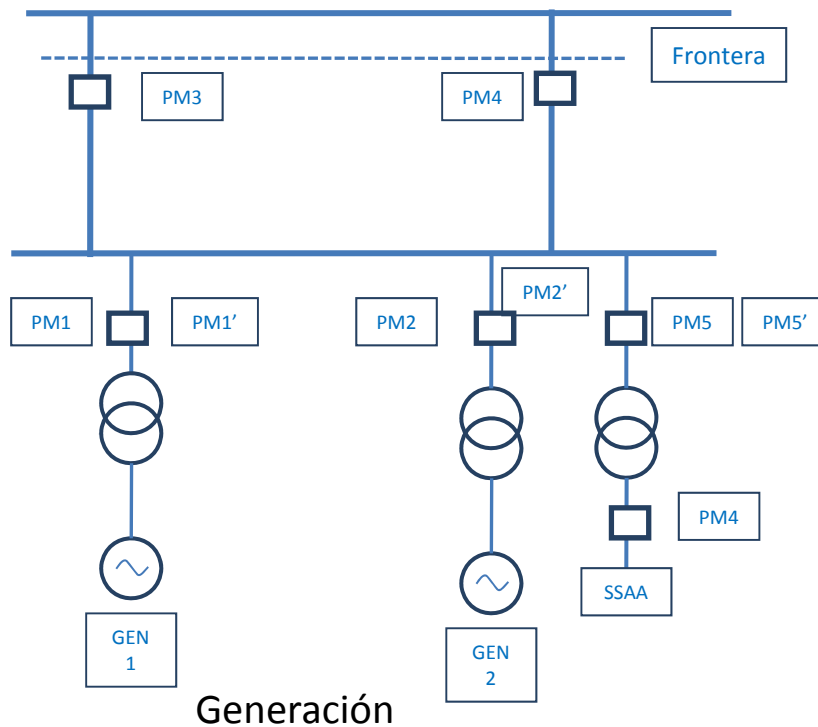 Frontera
PM3
PM4
PM1
PM1’
PM2
PM2’
PM5
PM5’
PM4
SSAA
GEN
1
GEN
2
Generación